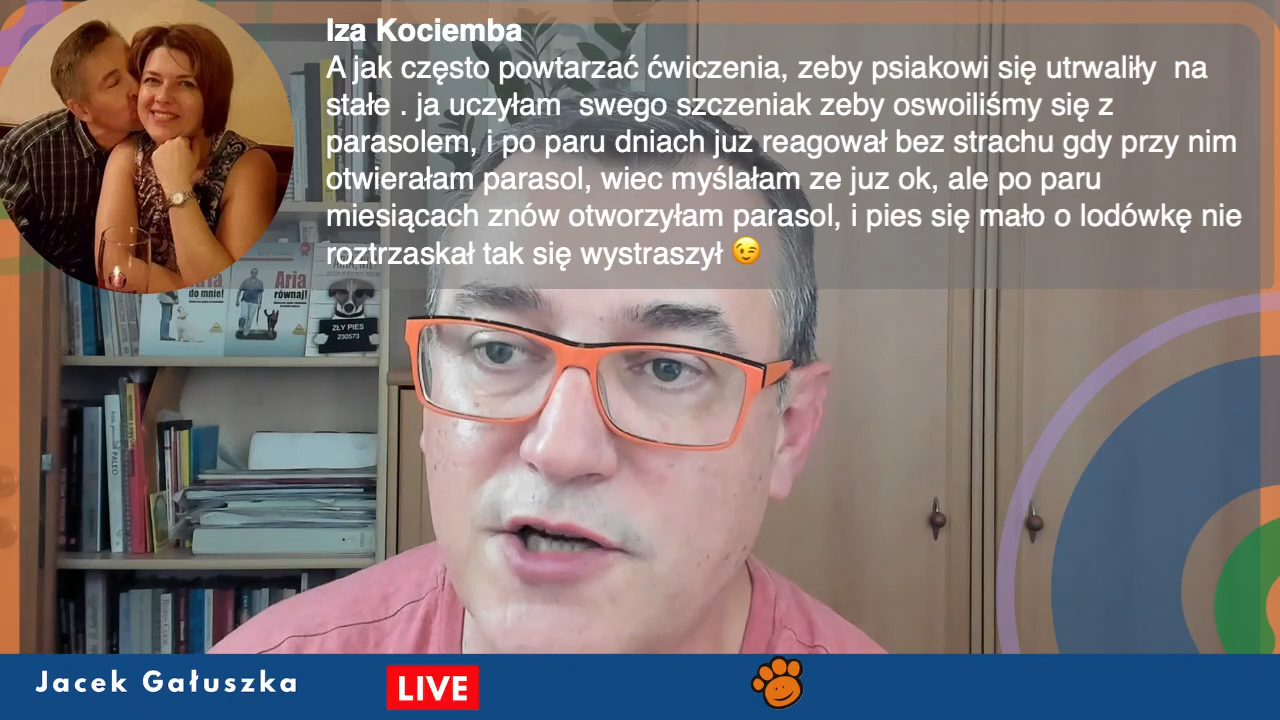 Iza Kociemba
A jak często powtarzać ćwiczenia, zeby psiakowi się utrwaliły  na
stałe . ja uczyłam  swego szczeniak zeby oswoiliśmy się z
parasolem, i po paru dniach juz reagował bez strachu gdy przy nim
otwierałam parasol, wiec myślałam ze juz ok, ale po paru
miesiącach znów otworzyłam parasol, i pies się mało o lodówkę nie
roztrzaskał tak się wystraszył 😉
Aria
do mnie!
Aria
równaj!
ZŁY PIES
230573
PALEO
Jacek Gałuszka
LIVE